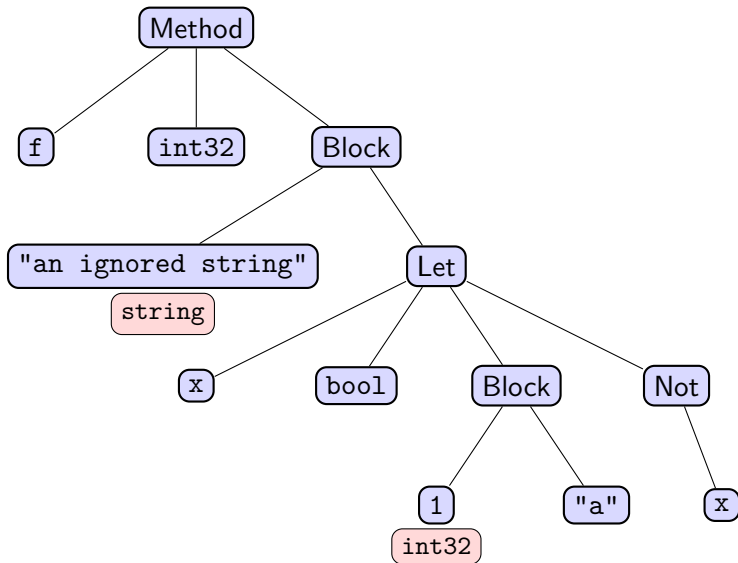 Method
f int32 Block
"an ignored string" Let
string
x bool Block Not
1 "a" x
int32